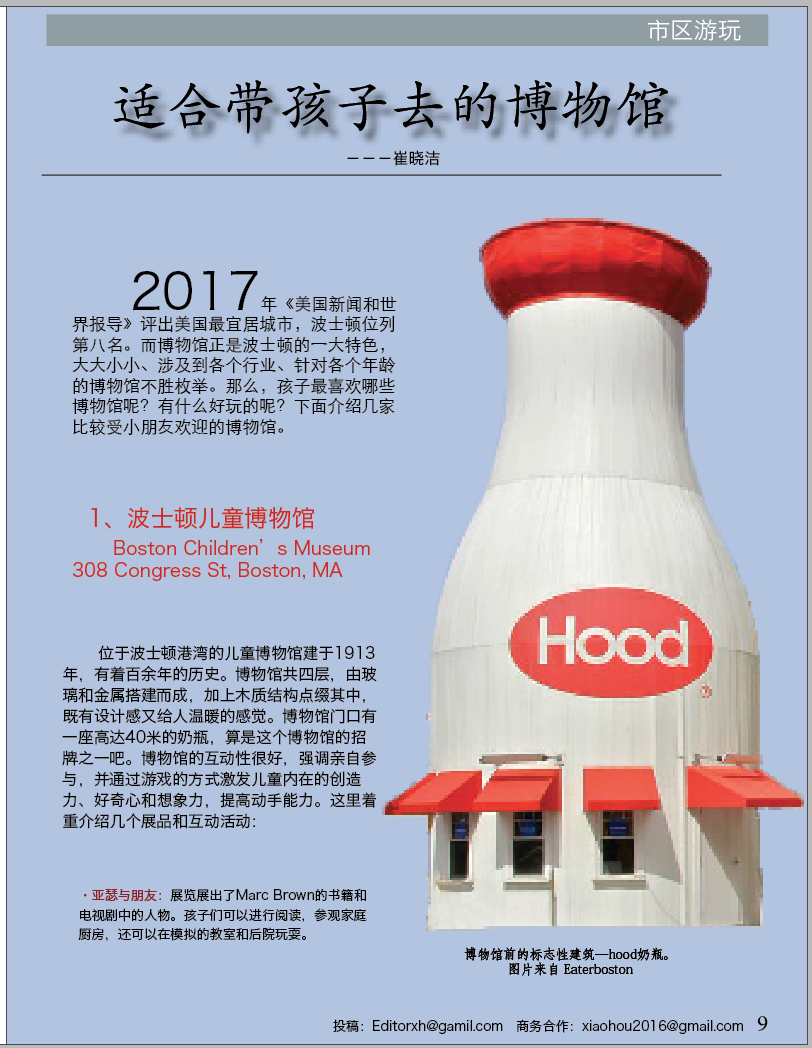 市区游玩
适合带孩子去的博物馆
－－－崔晓洁
2017年《美国新闻和世
界报导》评出美国最宜居城市，波士顿位列
第八名。而博物馆正是波士顿的一大特色，
大大小小、涉及到各个行业、针对各个年龄
的博物馆不胜枚举。那么，孩子最喜欢哪些
博物馆呢？有什么好玩的呢？下面介绍几家
比较受小朋友欢迎的博物馆。
1、波士顿儿童博物馆
Boston Children’s Museum
308 Congress St, Boston, MA
位于波士顿港湾的儿童博物馆建于1913
年，有着百余年的历史。博物馆共四层，由玻
璃和金属搭建而成，加上木质结构点缀其中，
既有设计感又给人温暖的感觉。博物馆门口有
一座高达40米的奶瓶，算是这个博物馆的招
牌之一吧。博物馆的互动性很好，强调亲自参
与，并通过游戏的方式激发儿童内在的创造
力、好奇心和想象力，提高动手能力。这里着
重介绍几个展品和互动活动：
·亚瑟与朋友：展览展出了Marc Brown的书籍和
电视剧中的人物。孩子们可以进行阅读，参观家庭
厨房，还可以在模拟的教室和后院玩耍。
Hood
®
博物馆前的标志性建筑—hood奶瓶。
图片来自 Eaterboston
投稿：Editorxh@gamil.com 商务合作：xiaohou2016@gmail.com 9